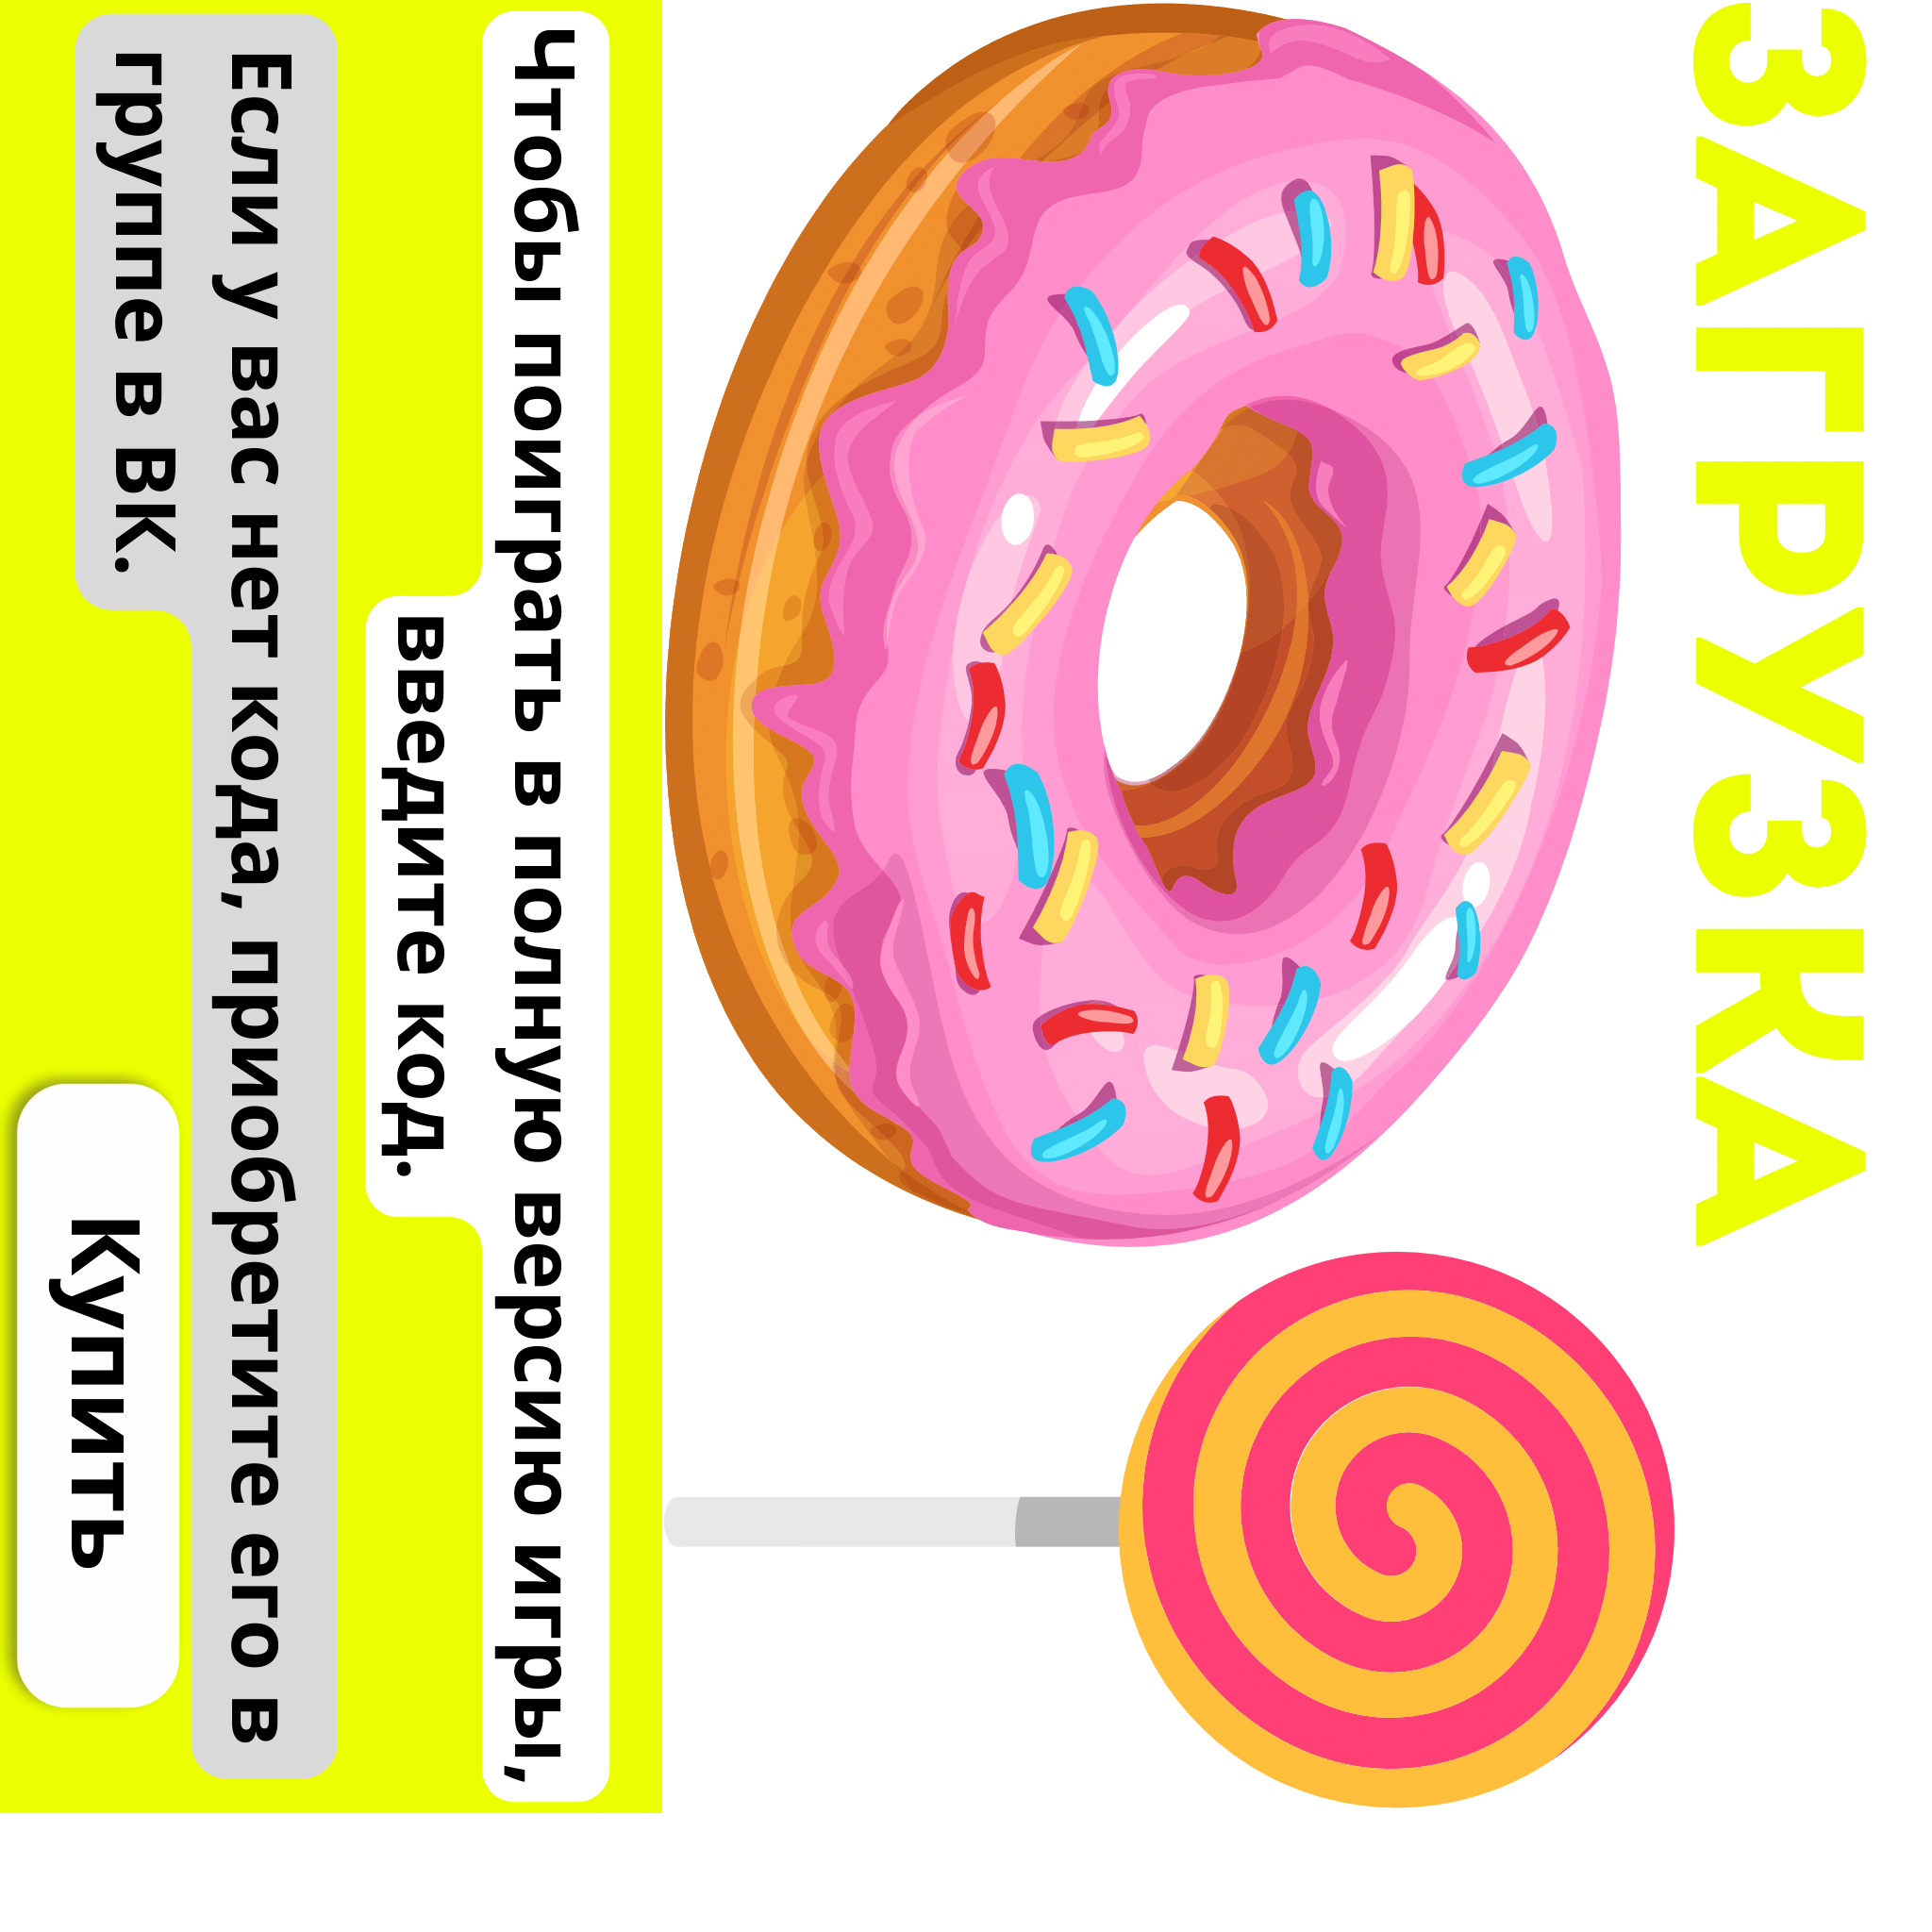 ЗАГРУЗКА
Чтобы поиграть в полную версию игры,
введите код.
Если у вас нет кода, приобретите его в
группе в ВК.
Купить